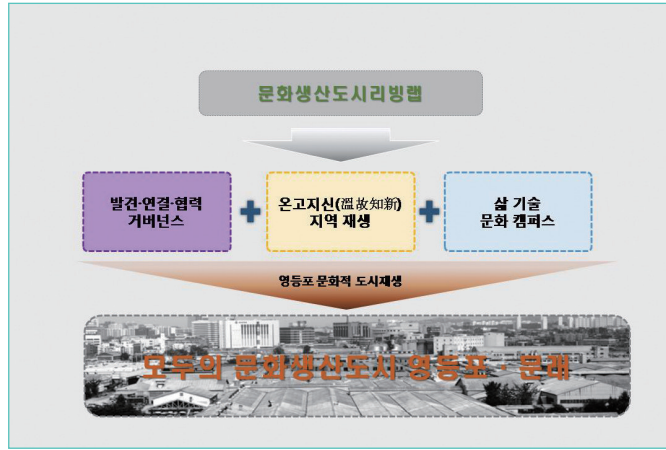 문화생산도시리빙랩
발견·연결·협력
거버넌스
온고지신(溫故知新)
지역 재생
삶 기술
문화 캠퍼스
영등포 문화적 도시재생
모두의 문화생산도시 영등포·문래